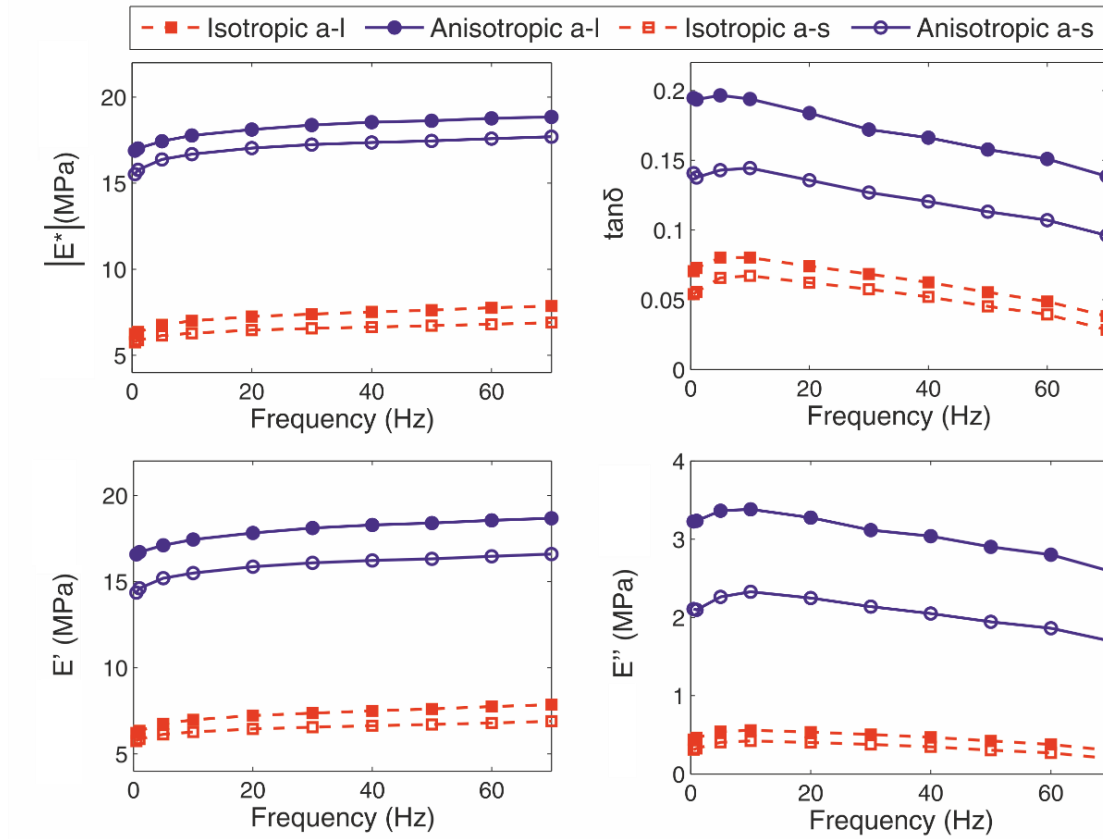 Isotropic a-l Anisotropic a-l Isotropic a-s Anisotropic a-s
20
15
10
5
|E*|(MPa)
0 20 40 60
Frequency (Hz)
0.2
0.15
0.1
0.05
0
tanδ
20 40 60
Frequency (Hz)
20
15
10
5
E' (MPa)
0 20 40 60
Frequency (Hz)
4
3
2
1
0
E'' (MPa)
0 20 40 60
Frequency (Hz)